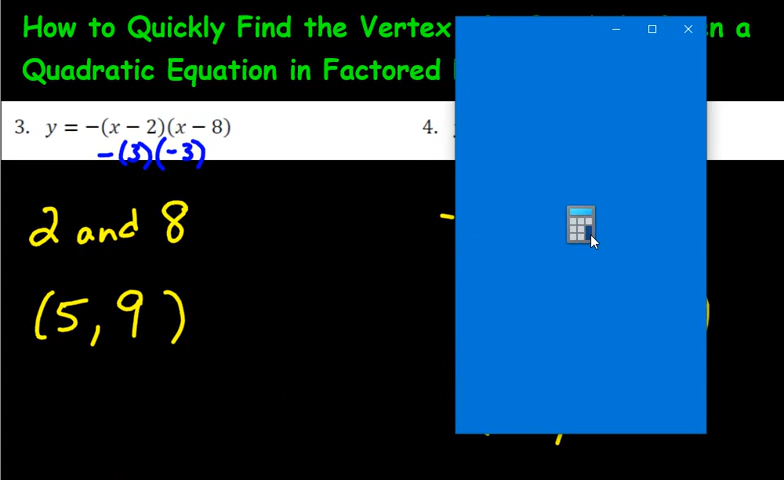 How to Quickly Find the Vertex
n a
Quadratic Equation in Factored
3. y = −(x − 2)(x − 8)
4.
-(3)(-3)
2 and 8
(5, 9)